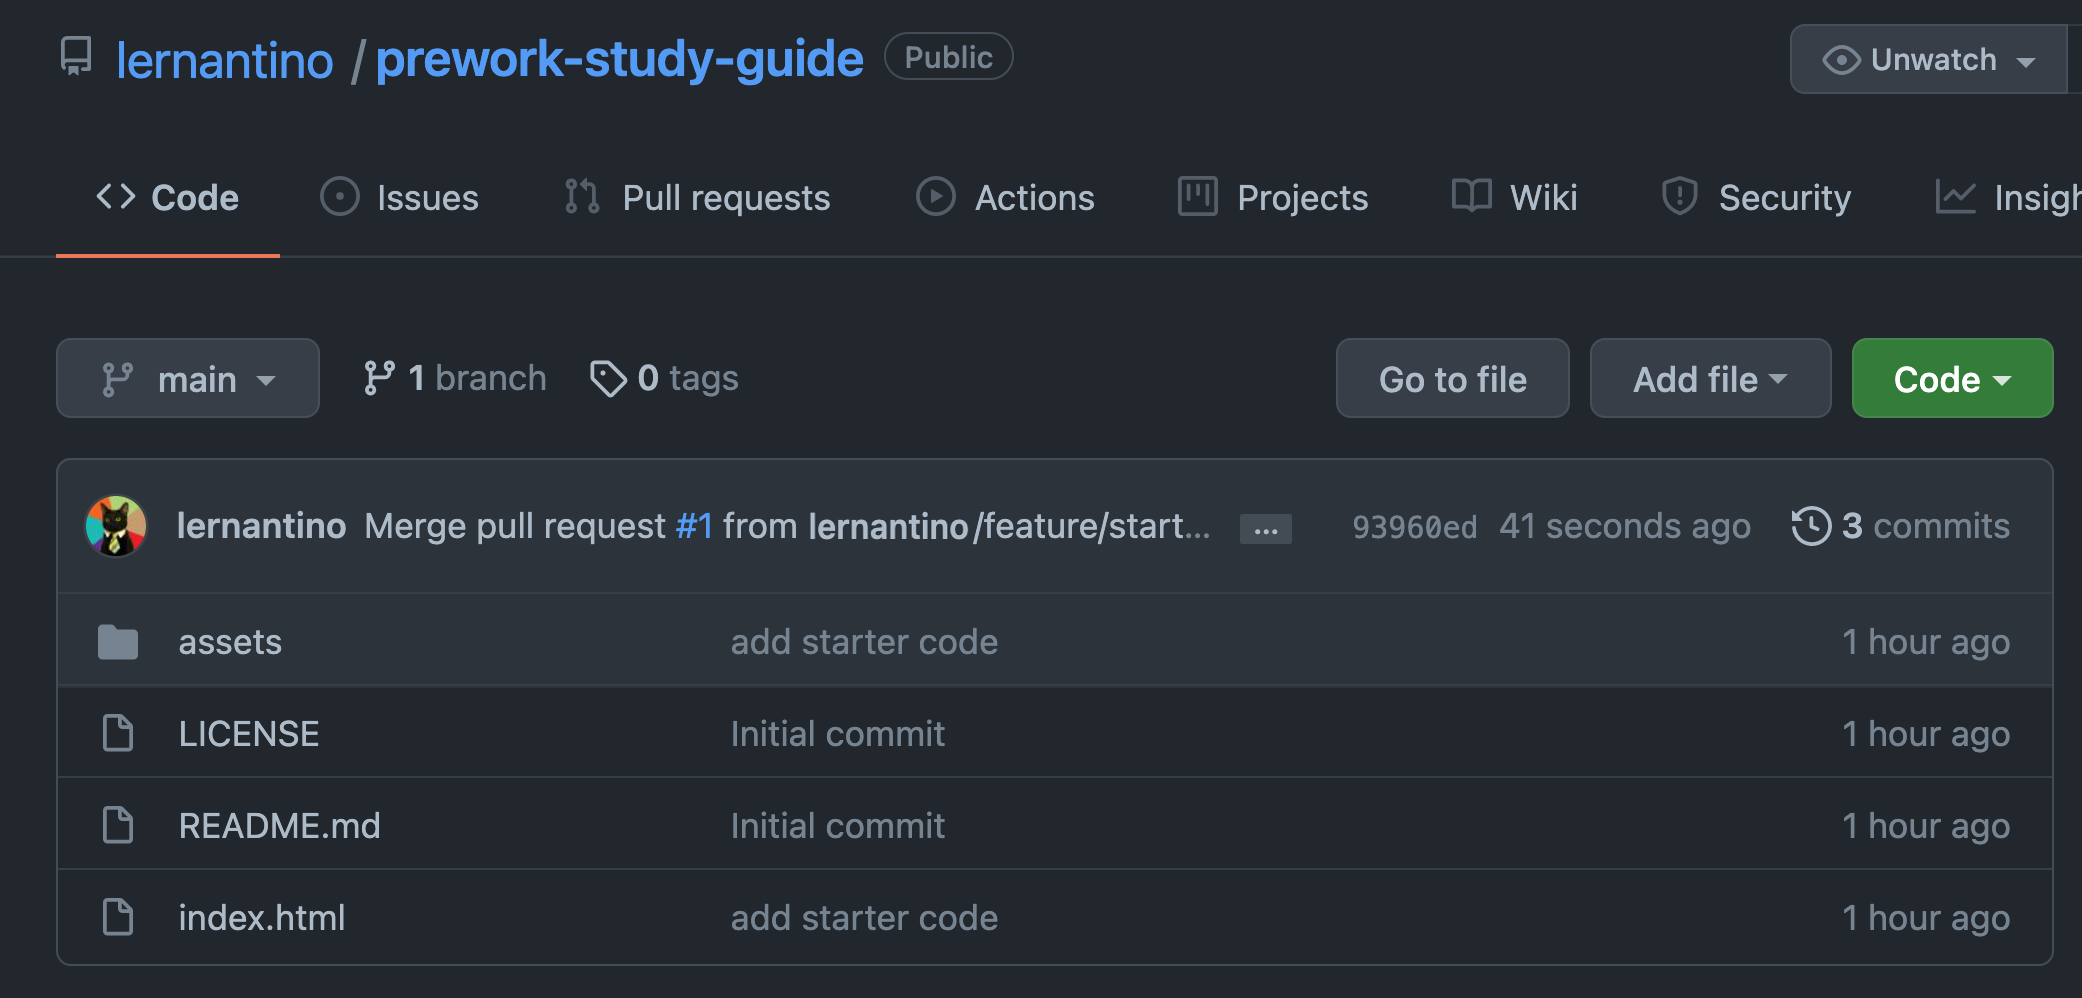 lernantino / prework-study-guide Public Unwatch
Code Issues Pull requests Actions Projects Wiki Security Insigh
main 1 branch 0 tags Go to file Add file Code
lernantino Merge pull request #1 from lernantino/feature/start... ... 93960ed 41 seconds ago 3 commits
assets add starter code 1 hour ago
LICENSE Initial commit 1 hour ago
README.md Initial commit 1 hour ago
index.html add starter code 1 hour ago